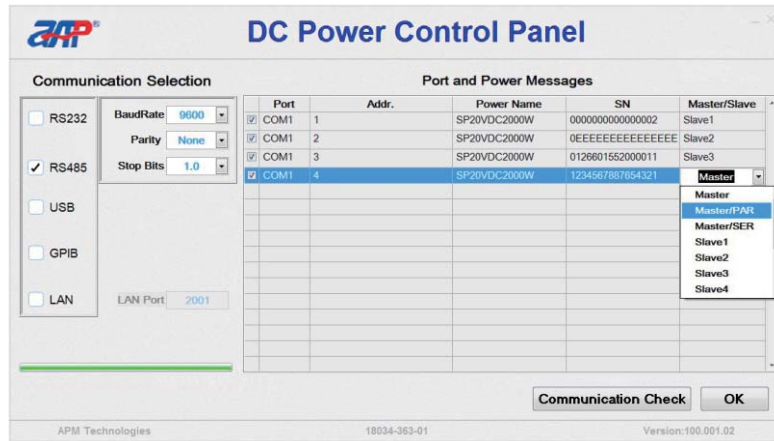 APM®
DC Power Control Panel
Communication Selection
Port and Power Messages
RS232
RS485
USB
GPIB
LAN
BaudRate 9600
Parity None
Stop Bits 1.0
LAN Port 2001
Port Addr. Power Name SN Master/Slave
COM1 1 SP20VDC2000W 0000000000000002 Slave1
COM1 2 SP20VDC2000W 0EEEEEEEEEEEEEEE Slave2
COM1 3 SP20VDC2000W 0126601552000011 Slave3
COM1 4 SP20VDC2000W 1234567887654321 Master
Master
Master/PAR
Master/SER
Slave1
Slave2
Slave3
Slave4
Communication Check OK
APM Technologies 18034-363-01 Version:100.001.02